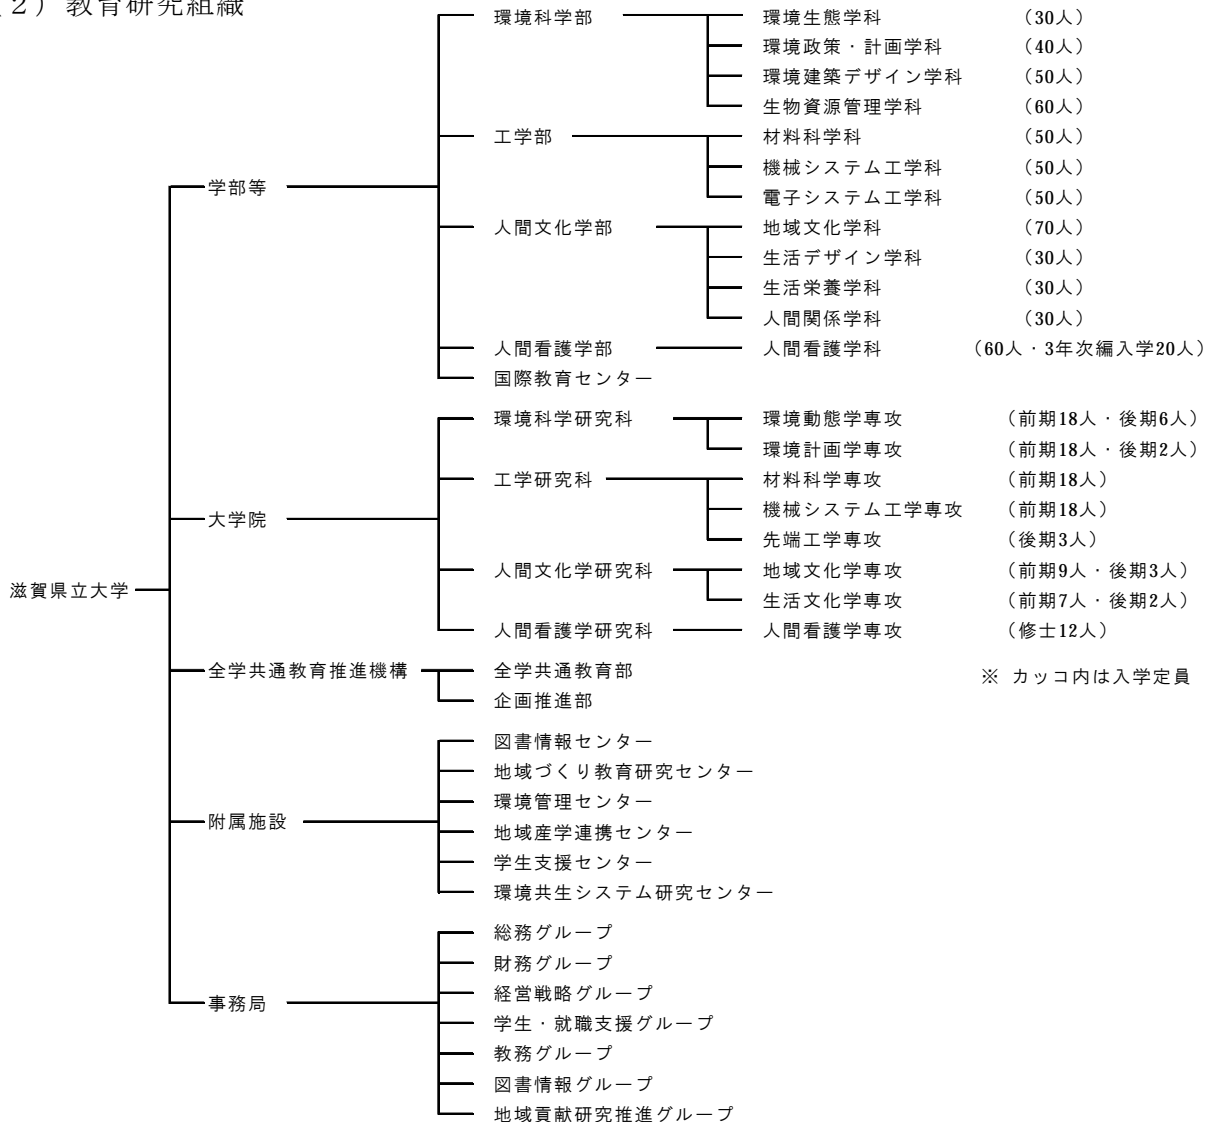 2）教育研究組織
環境科学部 環境生態学科 （30人）
環境政策・計画学科 （40人）
環境建築デザイン学科 （50人）
生物資源管理学科 （60人）
工学部 材料科学科 （50人）
機械システム工学科 （50人）
学部等
電子システム工学科 （50人）
人間文化学部 地域文化学科 （70人）
生活デザイン学科 （30人）
生活栄養学科 （30人）
人間関係学科 （30人）
人間看護学部 人間看護学科 （60人・3年次編入学20人）
国際教育センター
環境科学研究科 環境動態学専攻 （前期18人・後期6人）
環境計画学専攻 （前期18人・後期2人）
工学研究科 材料科学専攻 （前期18人）
機械システム工学専攻 （前期18人）
大学院
先端工学専攻 （後期3人）
人間文化学研究科 地域文化学専攻 （前期9人・後期3人）
滋賀県立大学
生活文化学専攻 （前期7人・後期2人）
人間看護学研究科 人間看護学専攻 （修士12人）
全学共通教育推進機構 全学共通教育部
※ カッコ内は入学定員
企画推進部
図書情報センター
地域づくり教育研究センター
環境管理センター
附属施設
地域産学連携センター
学生支援センター
環境共生システム研究センター
総務グループ
財務グループ
経営戦略グループ
事務局
学生・就職支援グループ
教務グループ
図書情報グループ
地域貢献研究推進グループ